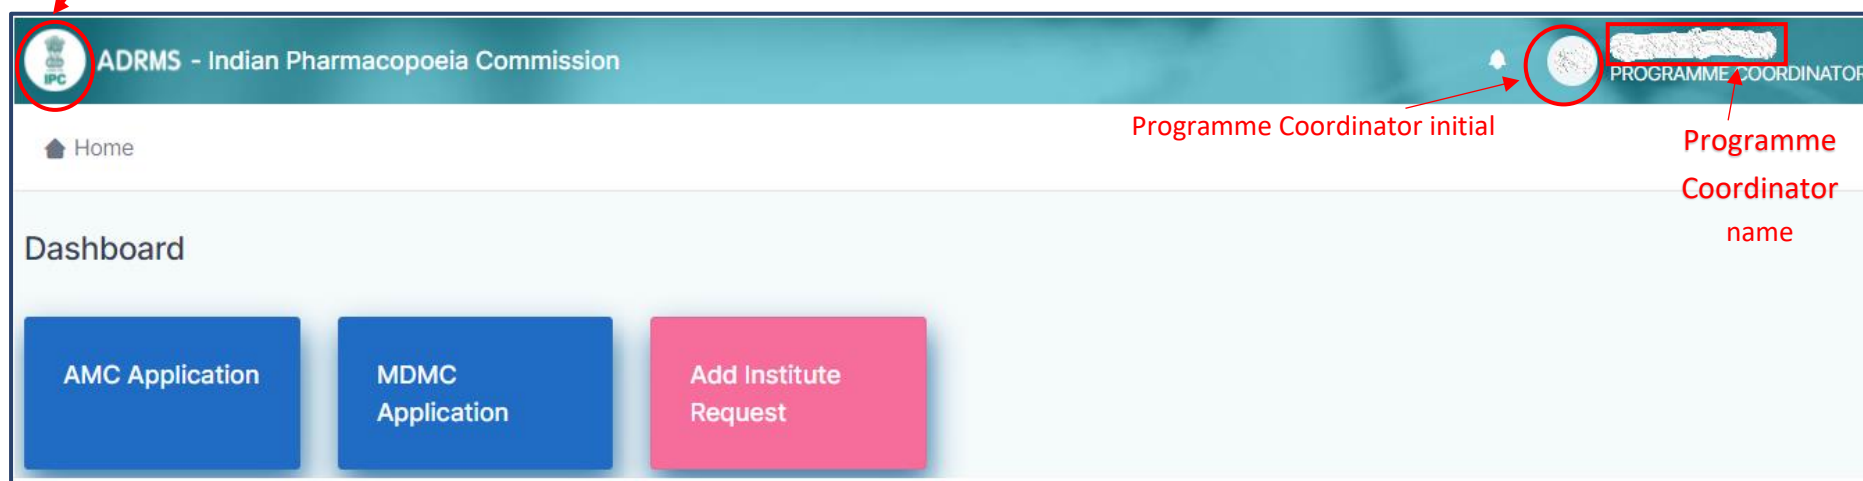 IPC
ADRMS - Indian Pharmacopoeia Commission
PROGRAMME COORDINATOR
Programme Coordinator initial
Programme
Coordinator
name
Home
Dashboard
AMC Application
MDMC
Application
Add Institute
Request